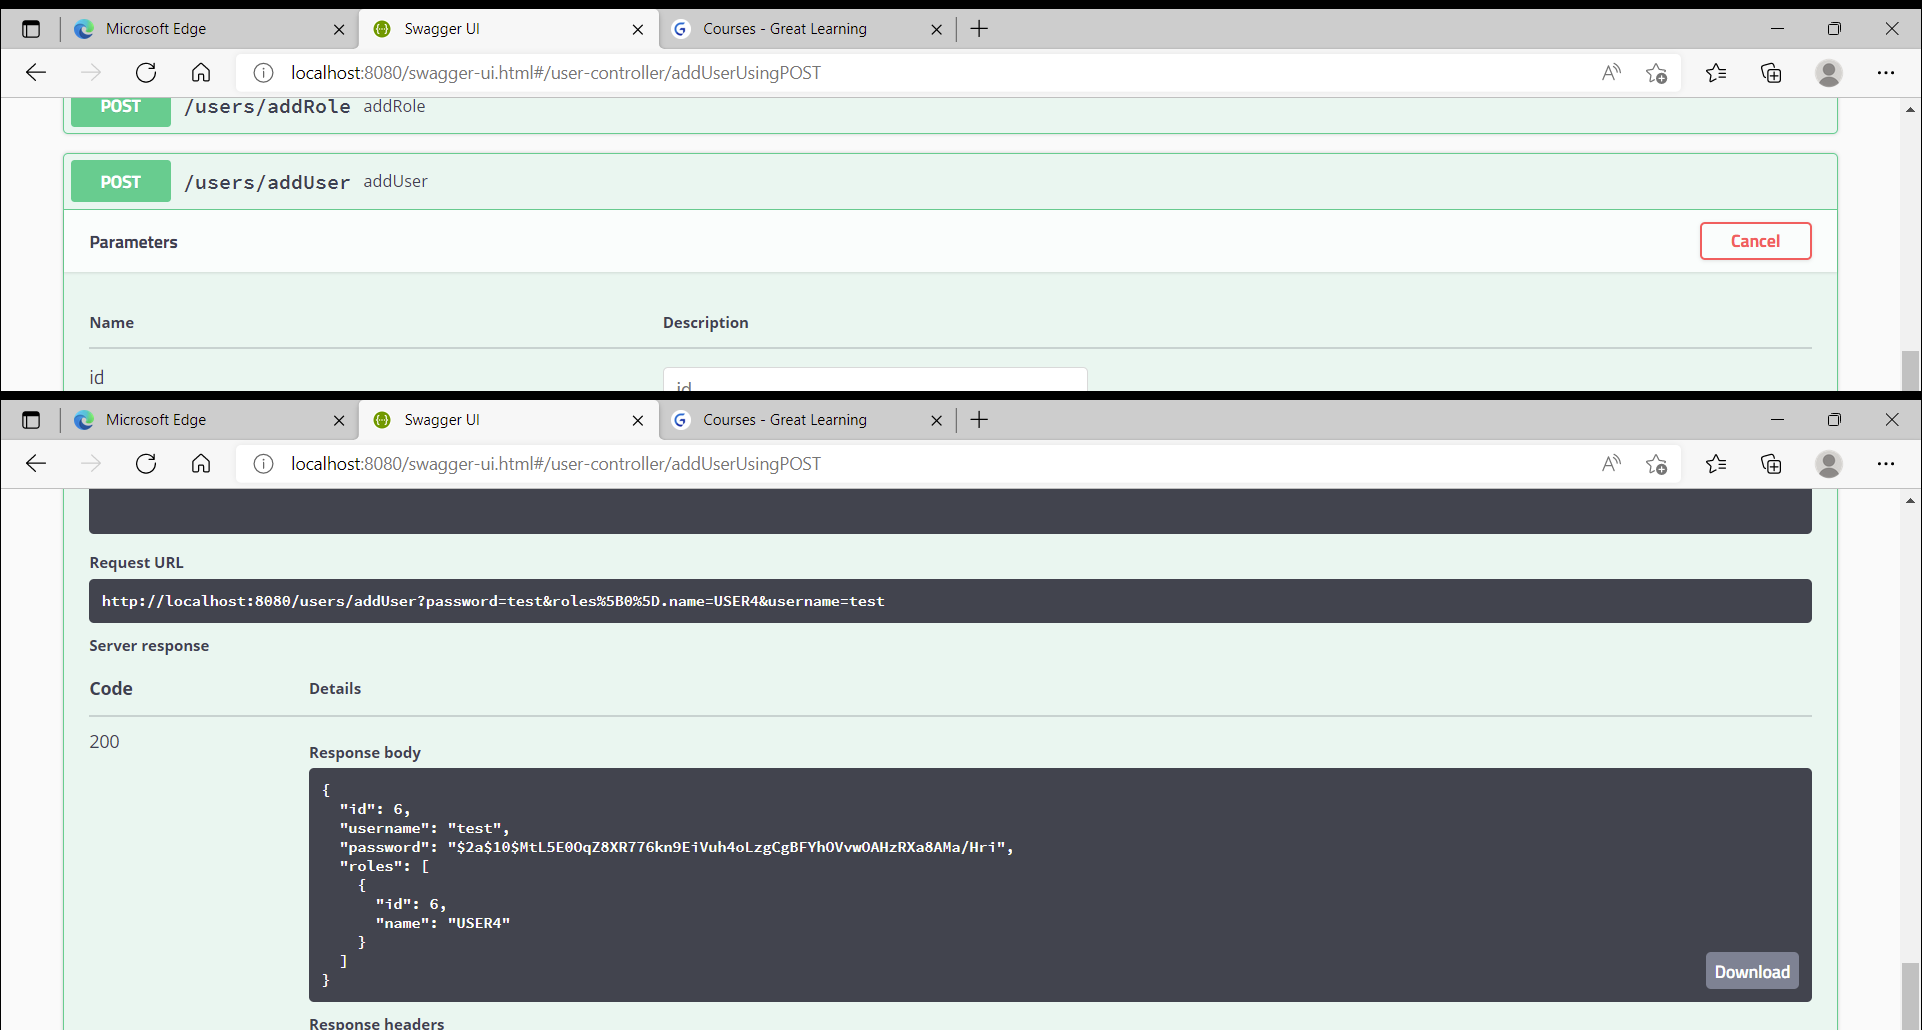 Microsoft Edge
Swagger UI
Courses - Great Learning
localhost:8080/swagger-ui.html#/user-controller/addUserUsingPOST
POST /users/addRole addRole
POST /users/addUser addUser
Parameters
Cancel
Name Description
id
id
Microsoft Edge
Swagger UI
Courses - Great Learning
localhost:8080/swagger-ui.html#/user-controller/addUserUsingPOST
Request URL
http://localhost:8080/users/addUser?password=test&roles%5B0%5D.name=USER4&username=test
Server response
Code Details
200
Response body
{
"id": 6,
"username": "test",
"password": "$2a$10$MtL5E0OqZ8XR776kn9EiVuh4oLzgCgBFYhOVvwOAHzRXa8AMa/Hri",
"roles": [
{
"id": 6,
"name": "USER4"
}
]
}
Download
Response headers